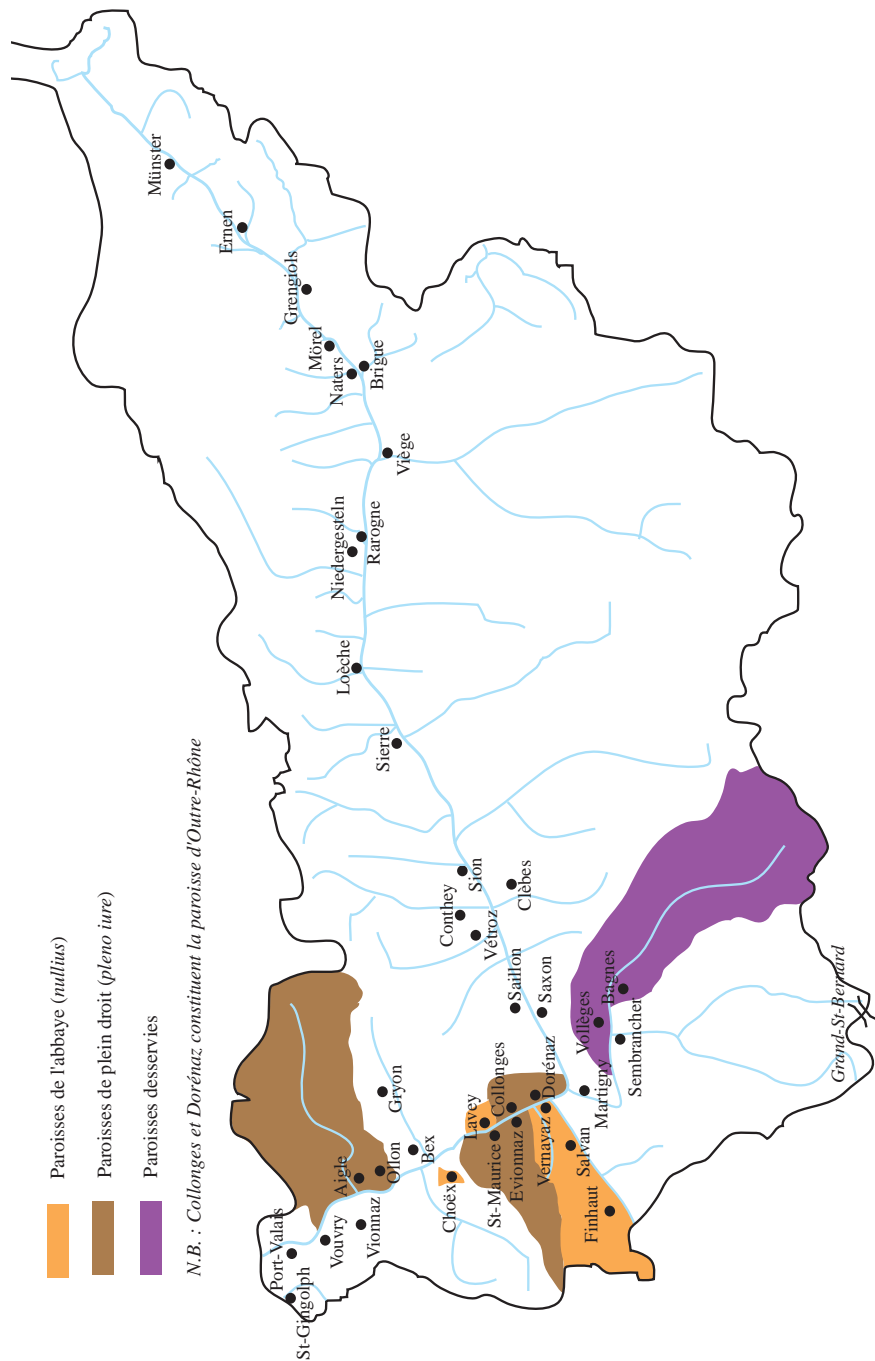 Paroisses de l'abbaye (nullius)
Paroisses de plein droit (pleno iure)
Paroisses desservies
N.B. : Collonges et Dorénaz constituent la paroisse d'Outre-Rhône
St-Gingolph
Port-Valais
Vouvry
Vionnaz
Aigle
Ollon
Bex
Gryon
Choëx
Lavey
St-Maurice
Collonges
Evionnaz
Dorénaz
Vernayaz
Salvan
Finhaut
Martigny
Saillon
Saxon
Vollèges
Bagnes
Sembrancher
Grand-St-Bernard
Conthey
Vétroz
Sion
Clèbes
Sierre
Loèche
Niedergesteln
Rarogne
Viège
Naters
Brigue
Mörel
Grengiols
Ernen
Münster